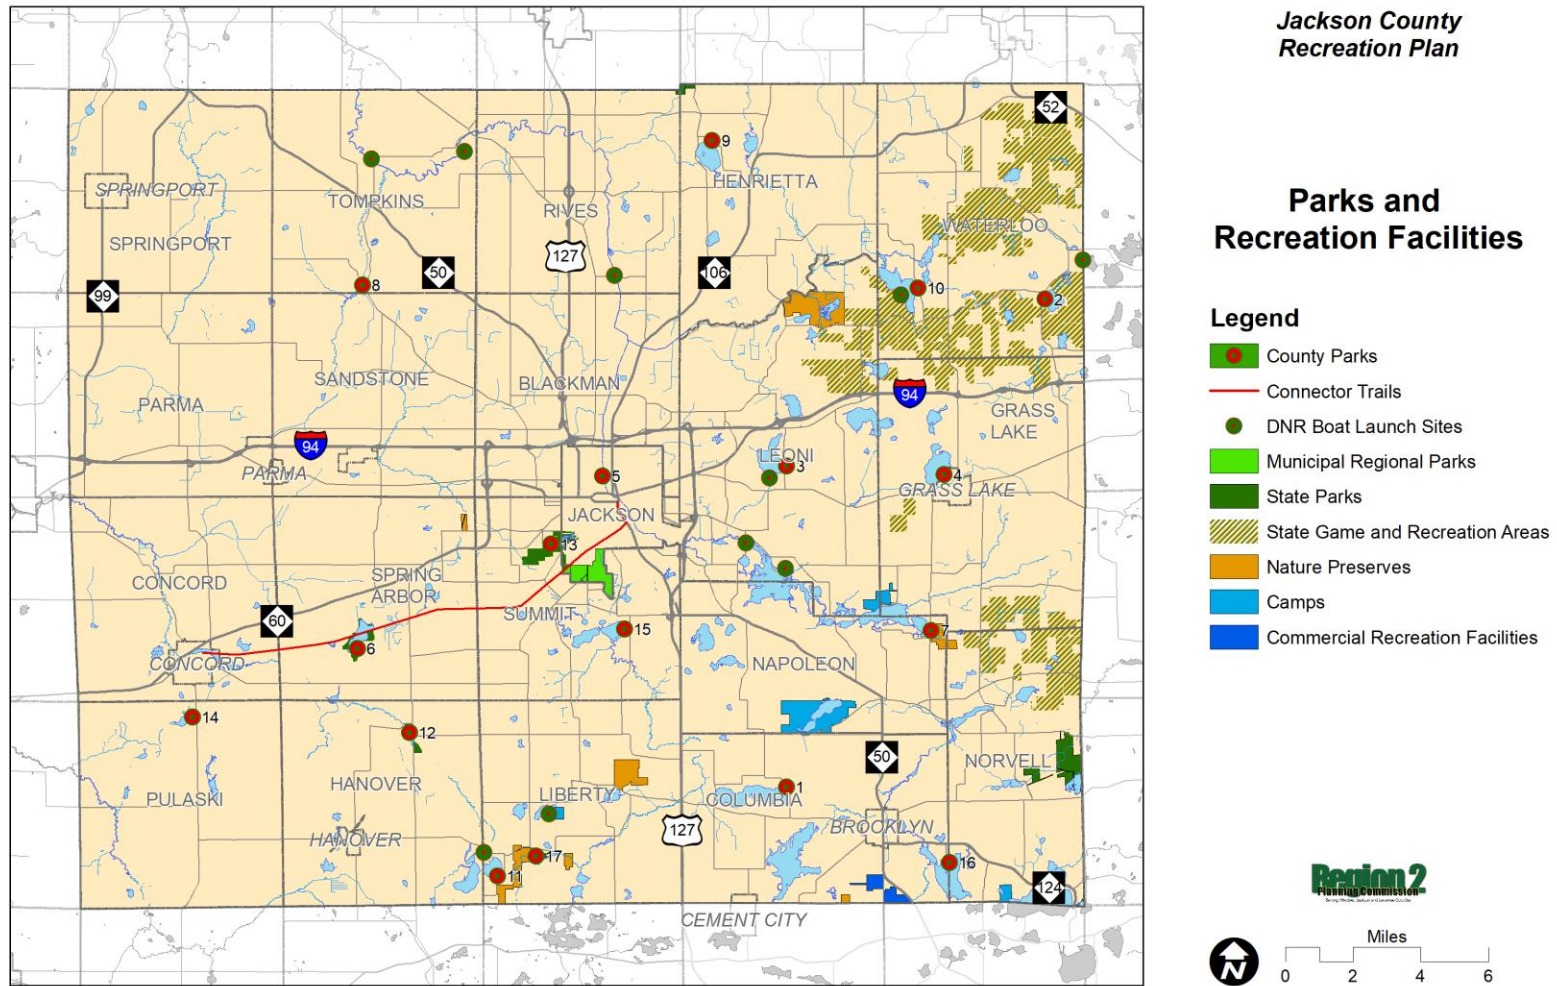 Jackson County
Recreation Plan
Parks and
Recreation Facilities
Legend
County Parks
Connector Trails
DNR Boat Launch Sites
Municipal Regional Parks
State Parks
State Game and Recreation Areas
Nature Preserves
Camps
Commercial Recreation Facilities
Region 2
Planning Commission
Miles
0 2 4 6
N
52
9
HENRIETTA
SPRINGPORT
TOMPKINS
RIVES
WATERLOO
SPRINGPORT
127
50
106
99
8
10
2
SANDSTONE
BLACKMAN
94
PARMA
GRASS
LAKE
94
LEONI
3
PARMA
5
4
GRASS LAKE
JACKSON
13
CONCORD
SPRING
ARBOR
SUMMIT
60
15
7
6
CONCORD
NAPOLEON
14
12
50
NORVELL
HANOVER
1
PULASKI
LIBERTY
COLUMBIA
127
BROOKLYN
HANOVER
17
16
11
124
CEMENT CITY